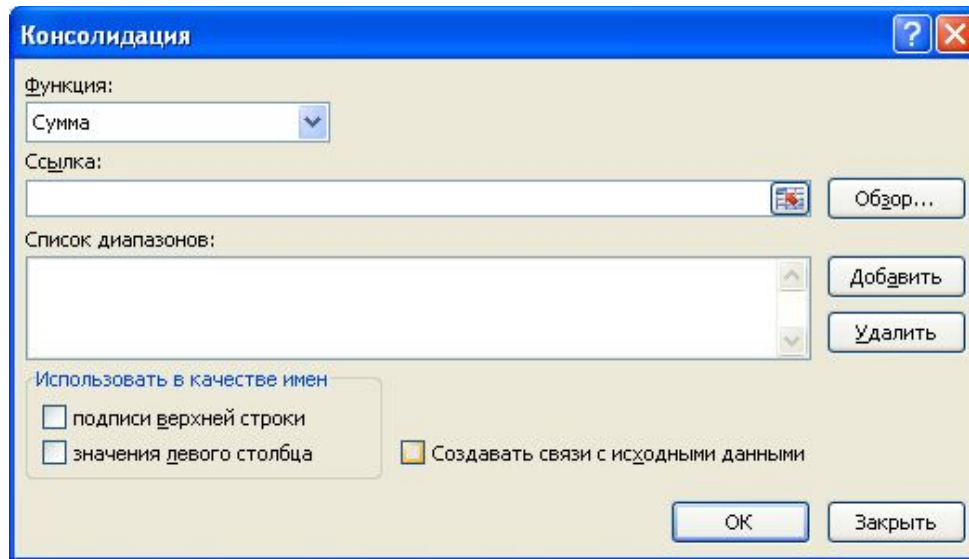 Консолидация
Функция:
Сумма
Ссылка:
Обзор...
Список диапазонов:
Добавить
Удалить
Использовать в качестве имен
подписи верхней строки
значения левого столбца
Создавать связи с исходными данными
ОК
Закрыть